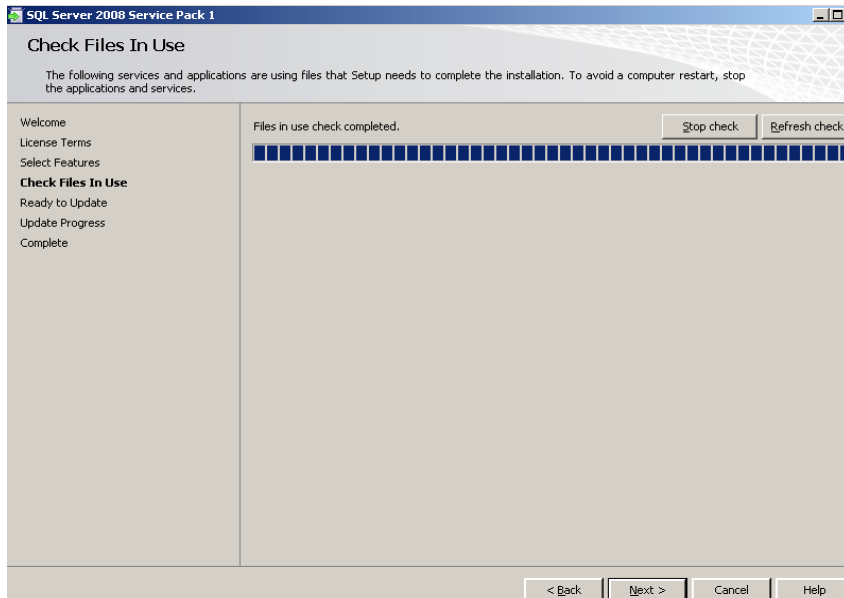 SQL Server 2008 Service Pack 1
Check Files In Use
The following services and applications are using files that Setup needs to complete the installation. To avoid a computer restart, stop
the applications and services.
Welcome
License Terms
Select Features
Check Files In Use
Ready to Update
Update Progress
Complete
Files in use check completed.
Stop check
Refresh check
< Back
Next >
Cancel
Help